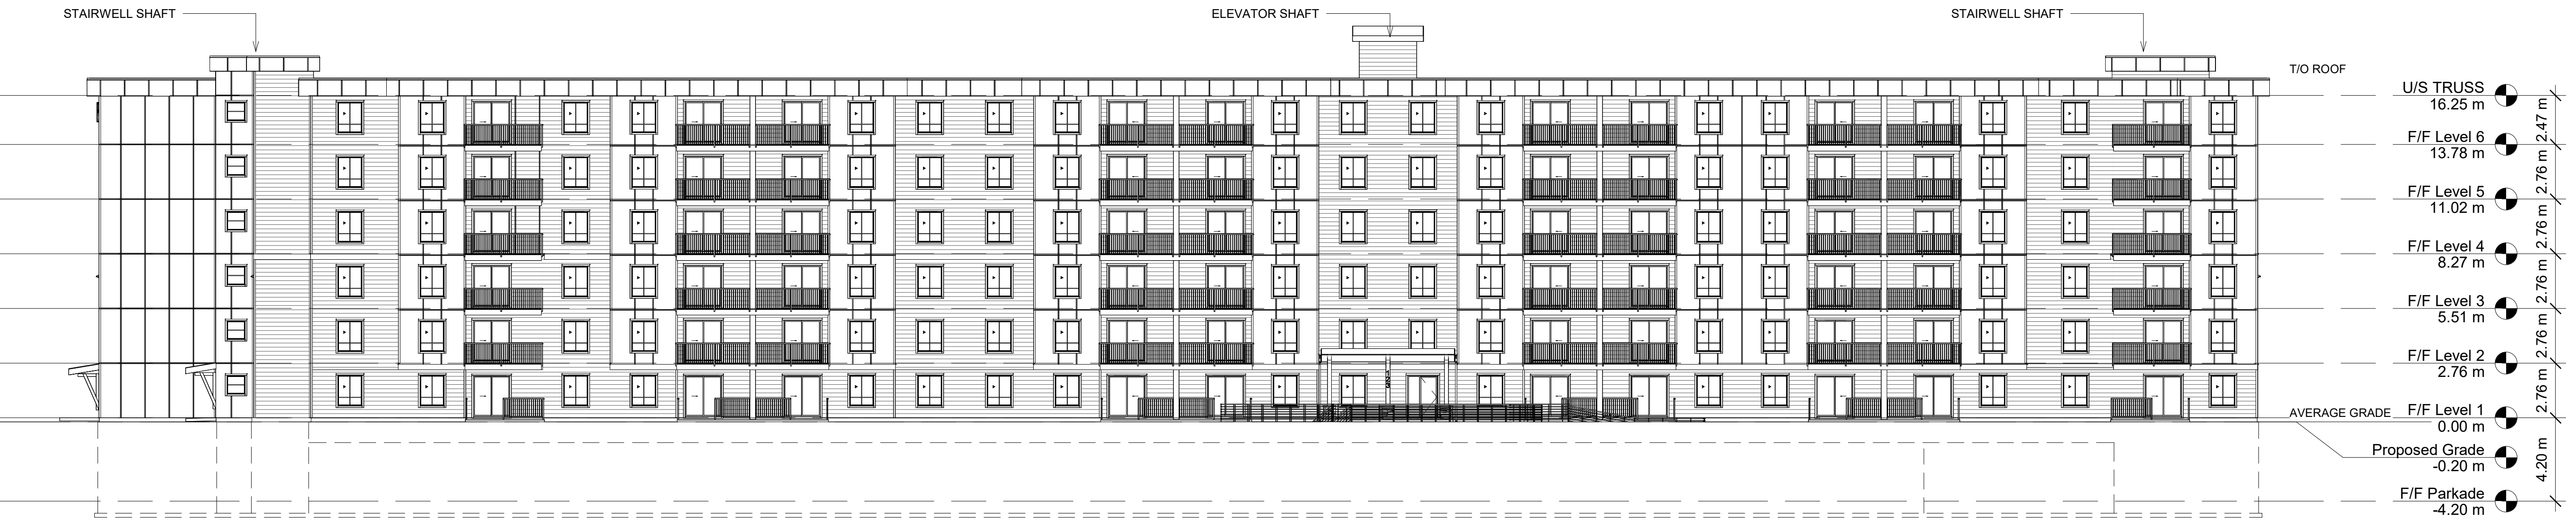 STAIRWELL SHAFT
ELEVATOR SHAFT
STAIRWELL SHAFT
T/O ROOF
U/S TRUSS
16.25 m
2.47 m
F/F Level 6
13.78 m
2.76 m
F/F Level 5
11.02 m
2.76 m
F/F Level 4
8.27 m
2.76 m
F/F Level 3
5.51 m
2.76 m
F/F Level 2
2.76 m
2.76 m
AVERAGE GRADE
F/F Level 1
0.00 m
Proposed Grade
-0.20 m
4.20 m
F/F Parkade
-4.20 m